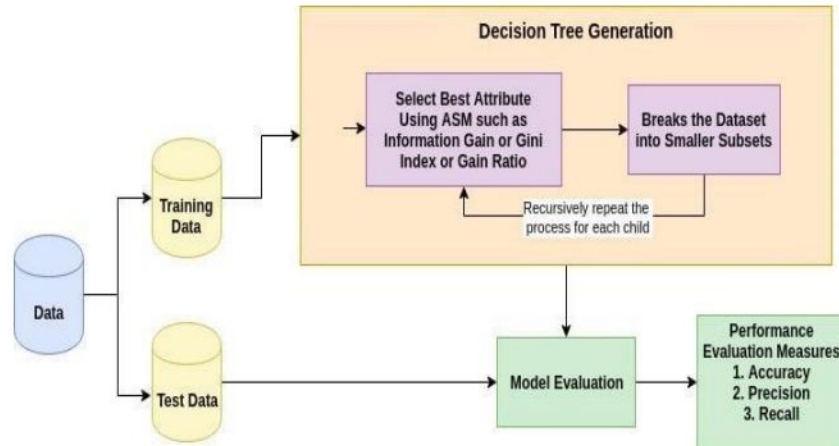 Decision Tree Generation
Select Best Attribute
Using ASM such as
Information Gain or Gini
Index or Gain Ratio
Breaks the Dataset
into Smaller Subsets
Recursively repeat the
process for each child
Training
Data
Data
Test Data
Model Evaluation
Performance
Evaluation Measures
1. Accuracy
2. Precision
3. Recall